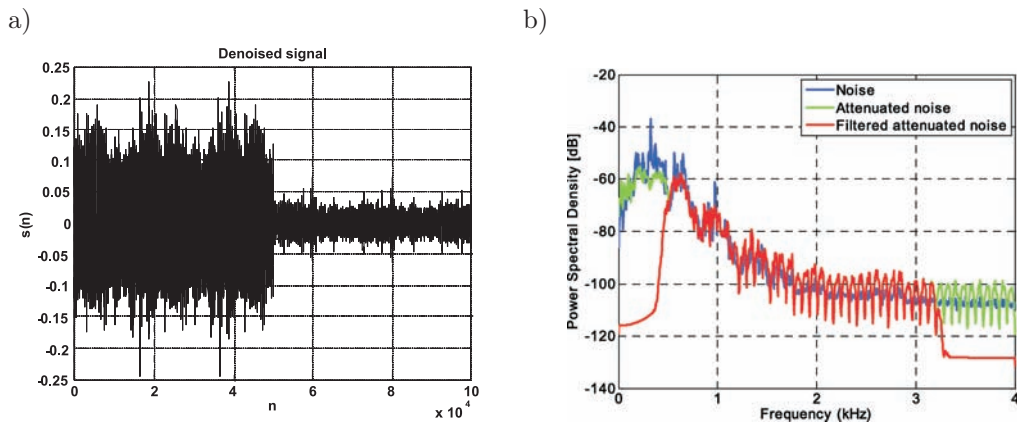 a)
Denoised signal
0.25
0.2
0.15
0.1
0.05
0
-0.05
-0.1
-0.15
-0.2
-0.25
s(n)
0 2 4 6 8 10
n
x 10^4
b)
-20
-40
-60
-80
-100
-120
-140
Power Spectral Density [dB]
Noise
Attenuated noise
Filtered attenuated noise
0 1 2 3 4
Frequency (kHz)